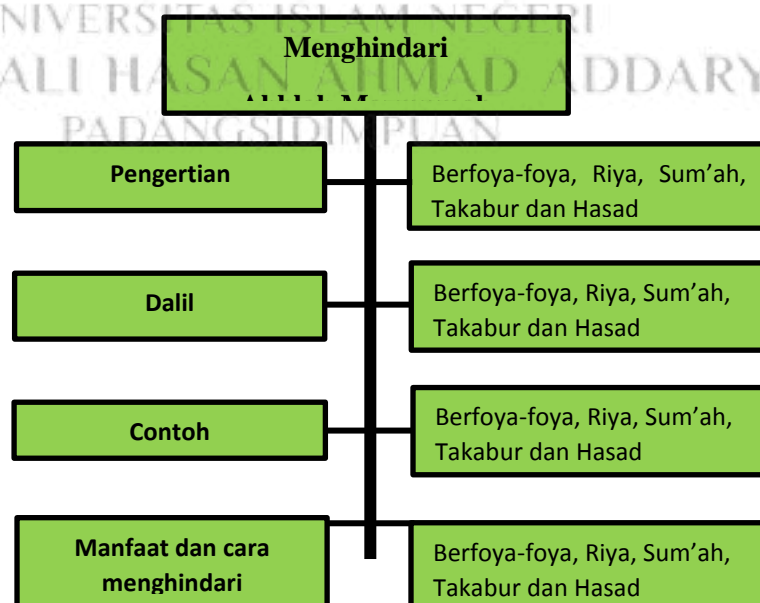 UNIVERSITAS ISLAM NEGERI
ALI HASAN AHMAD ADDARY
PADANGSIDIMPUAN
Menghindari
Pengertian
Berfoya-foya, Riya, Sum’ah,
Takabur dan Hasad
Dalil
Berfoya-foya, Riya, Sum’ah,
Takabur dan Hasad
Contoh
Berfoya-foya, Riya, Sum’ah,
Takabur dan Hasad
Manfaat dan cara
menghindari
Berfoya-foya, Riya, Sum’ah,
Takabur dan Hasad